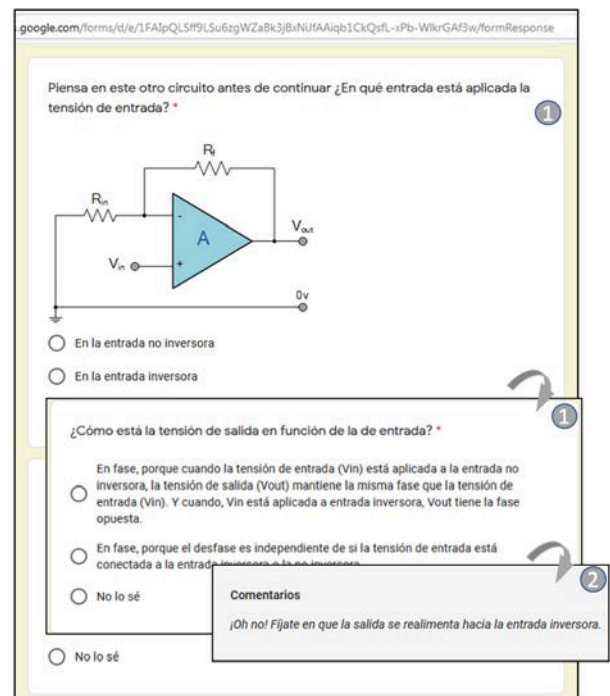 .google.com/forms/d/e/1FAIpQLSff9LSu6zgWZaBk3jBxNiJfAAiqb1CkQsfL-xPb-WlkrGAf3w/formResponse
Piensa en este otro circuito antes de continuar ¿En qué entrada está aplicada la
tensión de entrada? *
1
Rf
Rin
-
A
Vout
Vin
+
0v
En la entrada no inversora
En la entrada inversora
1
¿Cómo está la tensión de salida en función de la de entrada? *
En fase, porque cuando la tensión de entrada (Vin) está aplicada a la entrada no
inversora, la tensión de salida (Vout) mantiene la misma fase que la tensión de
entrada (Vin). Y cuando, Vin está aplicada a entrada inversora, Vout tiene la fase
opuesta.
En fase, porque el desfase es independiente de si la tensión de entrada está
conectada a la entrada inversora o la no inversora
2
No lo sé
Comentarios
¡Oh no! Fíjate en que la salida se realimenta hacia la entrada inversora.
No lo sé